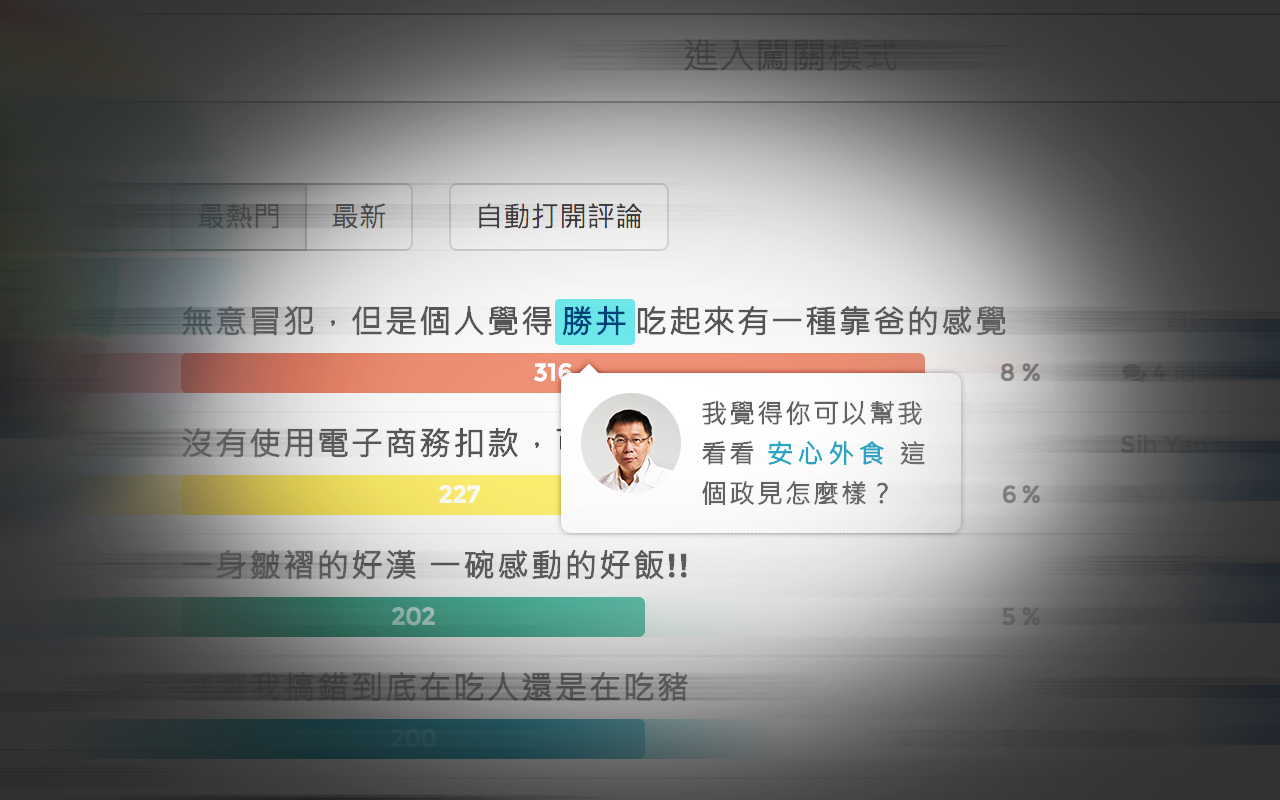 進入闖關模式
最熱門 最新 自動打開評論
無意冒犯，但是個人覺得 勝丼 吃起來有一種靠爸的感覺
316 8 % 4
我覺得你可以幫我
看看 安心外食 這
個政見怎麼樣？
沒有使用電子商務扣款， Sih
227 6 %
一身皺褶的好漢 一碗感動的好飯!!
202 5 %
我搞錯到底在吃人還是在吃豬
200 5